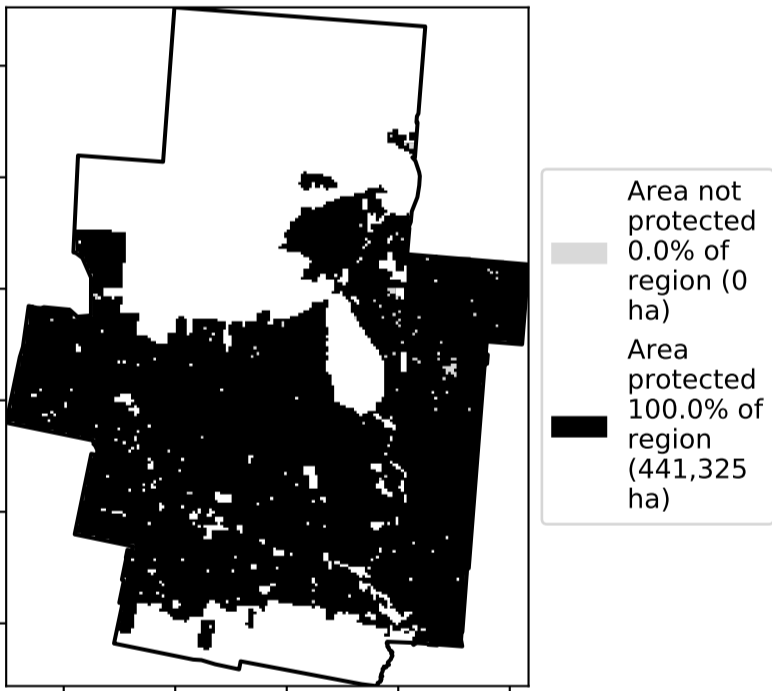 Area not
protected
0.0% of
region (0
ha)
Area
protected
100.0% of
region
(441,325
ha)